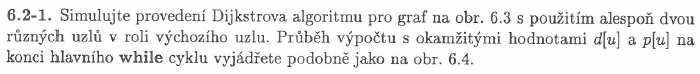 6.2-1. Simulujte provedení Dijkstrova algoritmu pro graf na obr. 6.3 s použitím alespoň dvou
různých uzlů v roli výchozího uzlu. Průběh výpočtu s okamžitými hodnotami d[u] a p[u] na
konci hlavního while cyklu vyjádřete podobně jako na obr. 6.4.